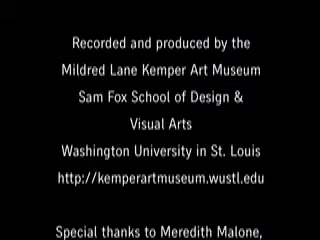 Recorded and produced by the
Mildred Lane Kemper Art Museum
Sam Fox School of Design &
Visual Arts
Washington University in St. Louis
http://kemperartmuseum.wustl.edu
Special thanks to Meredith Malone,